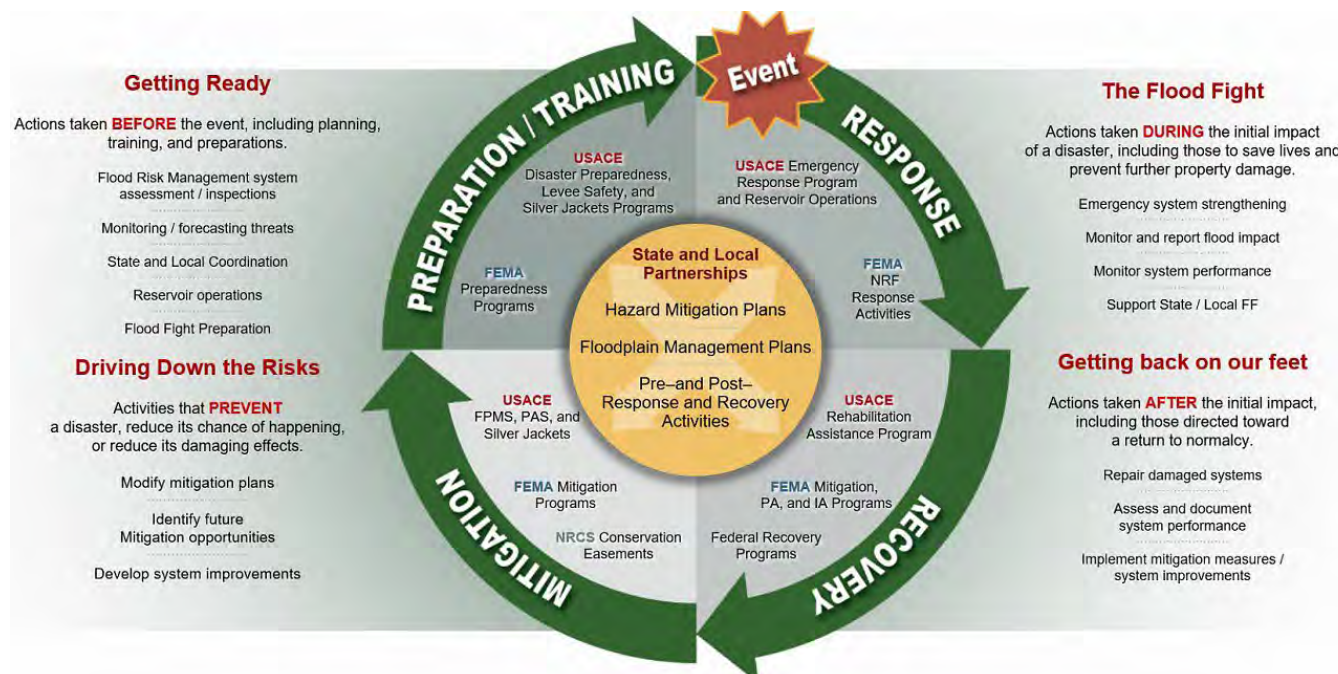 Getting Ready
Actions taken BEFORE the event, including planning,
training, and preparations.
Flood Risk Management system
assessment / inspections
Monitoring / forecasting threats
State and Local Coordination
Reservoir operations
Flood Fight Preparation
Driving Down the Risks
Activities that PREVENT
a disaster, reduce its chance of happening,
or reduce its damaging effects.
Modify mitigation plans
Identify future
Mitigation opportunities
Develop system improvements
PREPARATION / TRAINING
USACE
Disaster Preparedness,
Levee Safety, and
Silver Jackets Programs
FEMA
Preparedness
Programs
Event
RESPONSE
USACE Emergency
Response Program
and Reservoir Operations
FEMA
NRF
Response
Activities
State and Local
Partnerships
Hazard Mitigation Plans
Floodplain Management Plans
Pre–and Post–
Response and Recovery
Activities
MITIGATION
USACE
FPMS, PAS, and
Silver Jackets
FEMA Mitigation
Programs
NRCS Conservation
Easements
RECOVERY
USACE
Rehabilitation
Assistance Program
FEMA Mitigation,
PA, and IA Programs
Federal Recovery
Programs
The Flood Fight
Actions taken DURING the initial impact
of a disaster, including those to save lives and
prevent further property damage.
Emergency system strengthening
Monitor and report flood impact
Monitor system performance
Support State / Local FF
Getting back on our feet
Actions taken AFTER the initial impact,
including those directed toward
a return to normalcy.
Repair damaged systems
Assess and document
system performance
Implement mitigation measures /
system improvements